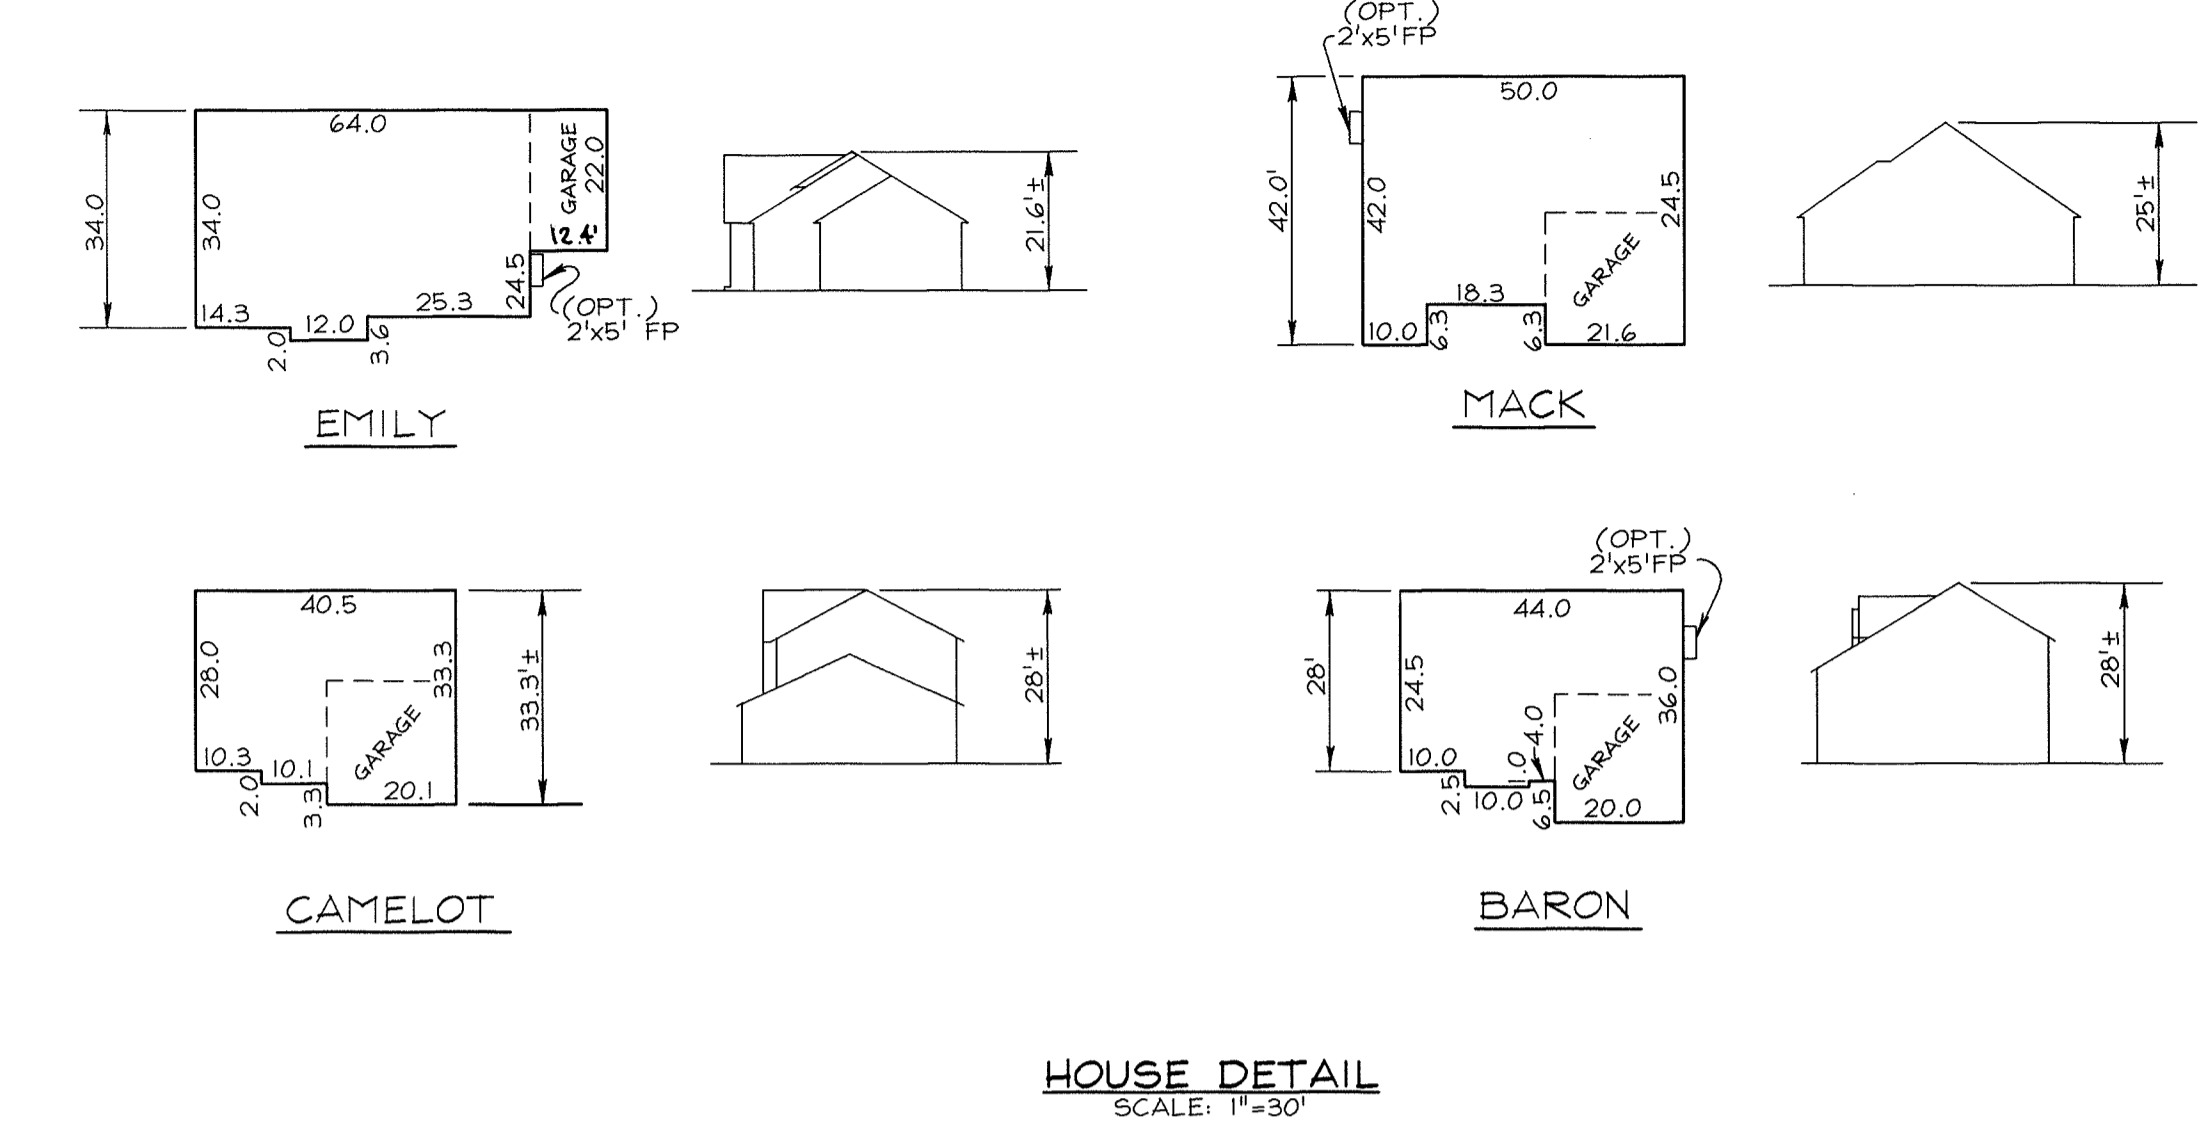 64.0
34.0
34.0
GARAGE
22.0
12.4'
24.5
14.3
12.0
25.3
2.0
3.6
(OPT.)
2'x5' FP
21.6'±
EMILY
(OPT.)
2'x5'FP
50.0
42.0'
42.0
24.5
GARAGE
18.3
10.0
6.3
6.3
21.6
25'±
MACK
40.5
28.0
33.3
33.3'±
GARAGE
10.3
10.1
2.0
3.3
20.1
28'±
CAMELOT
(OPT.)
2'x5'FP
44.0
28'
24.5
36.0
GARAGE
4.0
1.0
10.0
2.5
10.0
6.5
20.0
28'±
BARON
HOUSE DETAIL
SCALE: 1"=30'